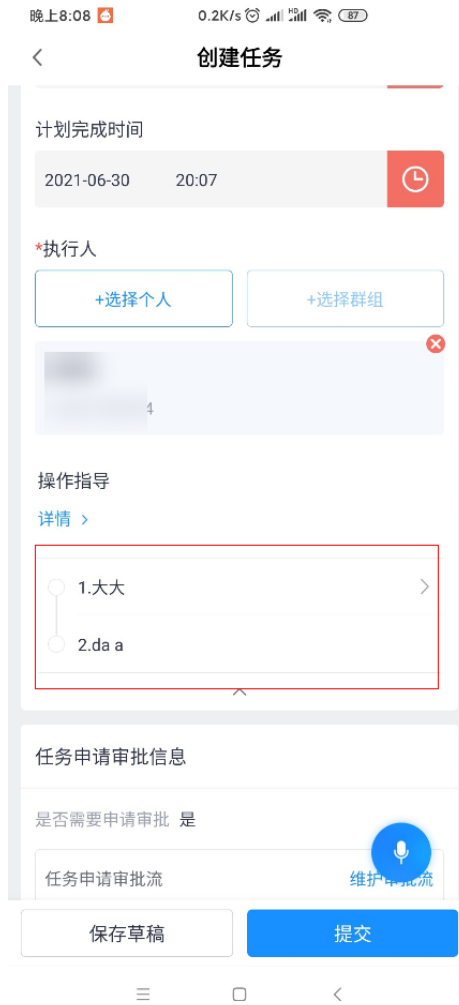 晚上8:08 0.2K/s HD 87
创建任务
计划完成时间
2021-06-30 20:07
*执行人
+选择个人 +选择群组
4
操作指导
详情 >
1.大大
2.da a
任务申请审批信息
是否需要申请审批 是
任务申请审批流 维护审批流
保存草稿 提交